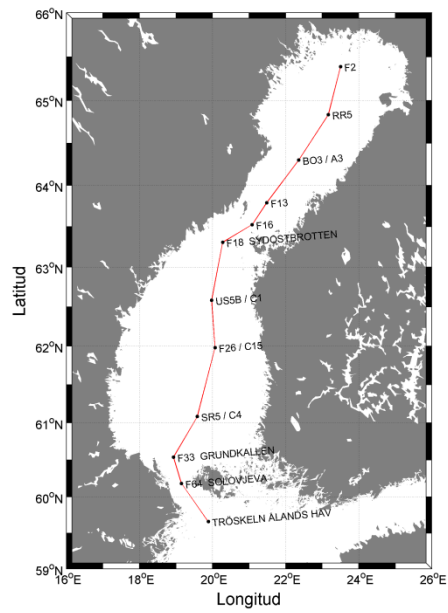 66°N
65°N
64°N
63°N
62°N
61°N
60°N
59°N
Latitud
F2
RR5
BO3 / A3
F13
F16
F18 SYDOSTBROTTEN
US5B / C1
F26 / C15
SR5 / C4
F33 GRUNDKALLEN
F64 SOLOVJEVA
TRÖSKELN ÅLANDS HAV
16°E
18°E
20°E
22°E
24°E
26°E
Longitud